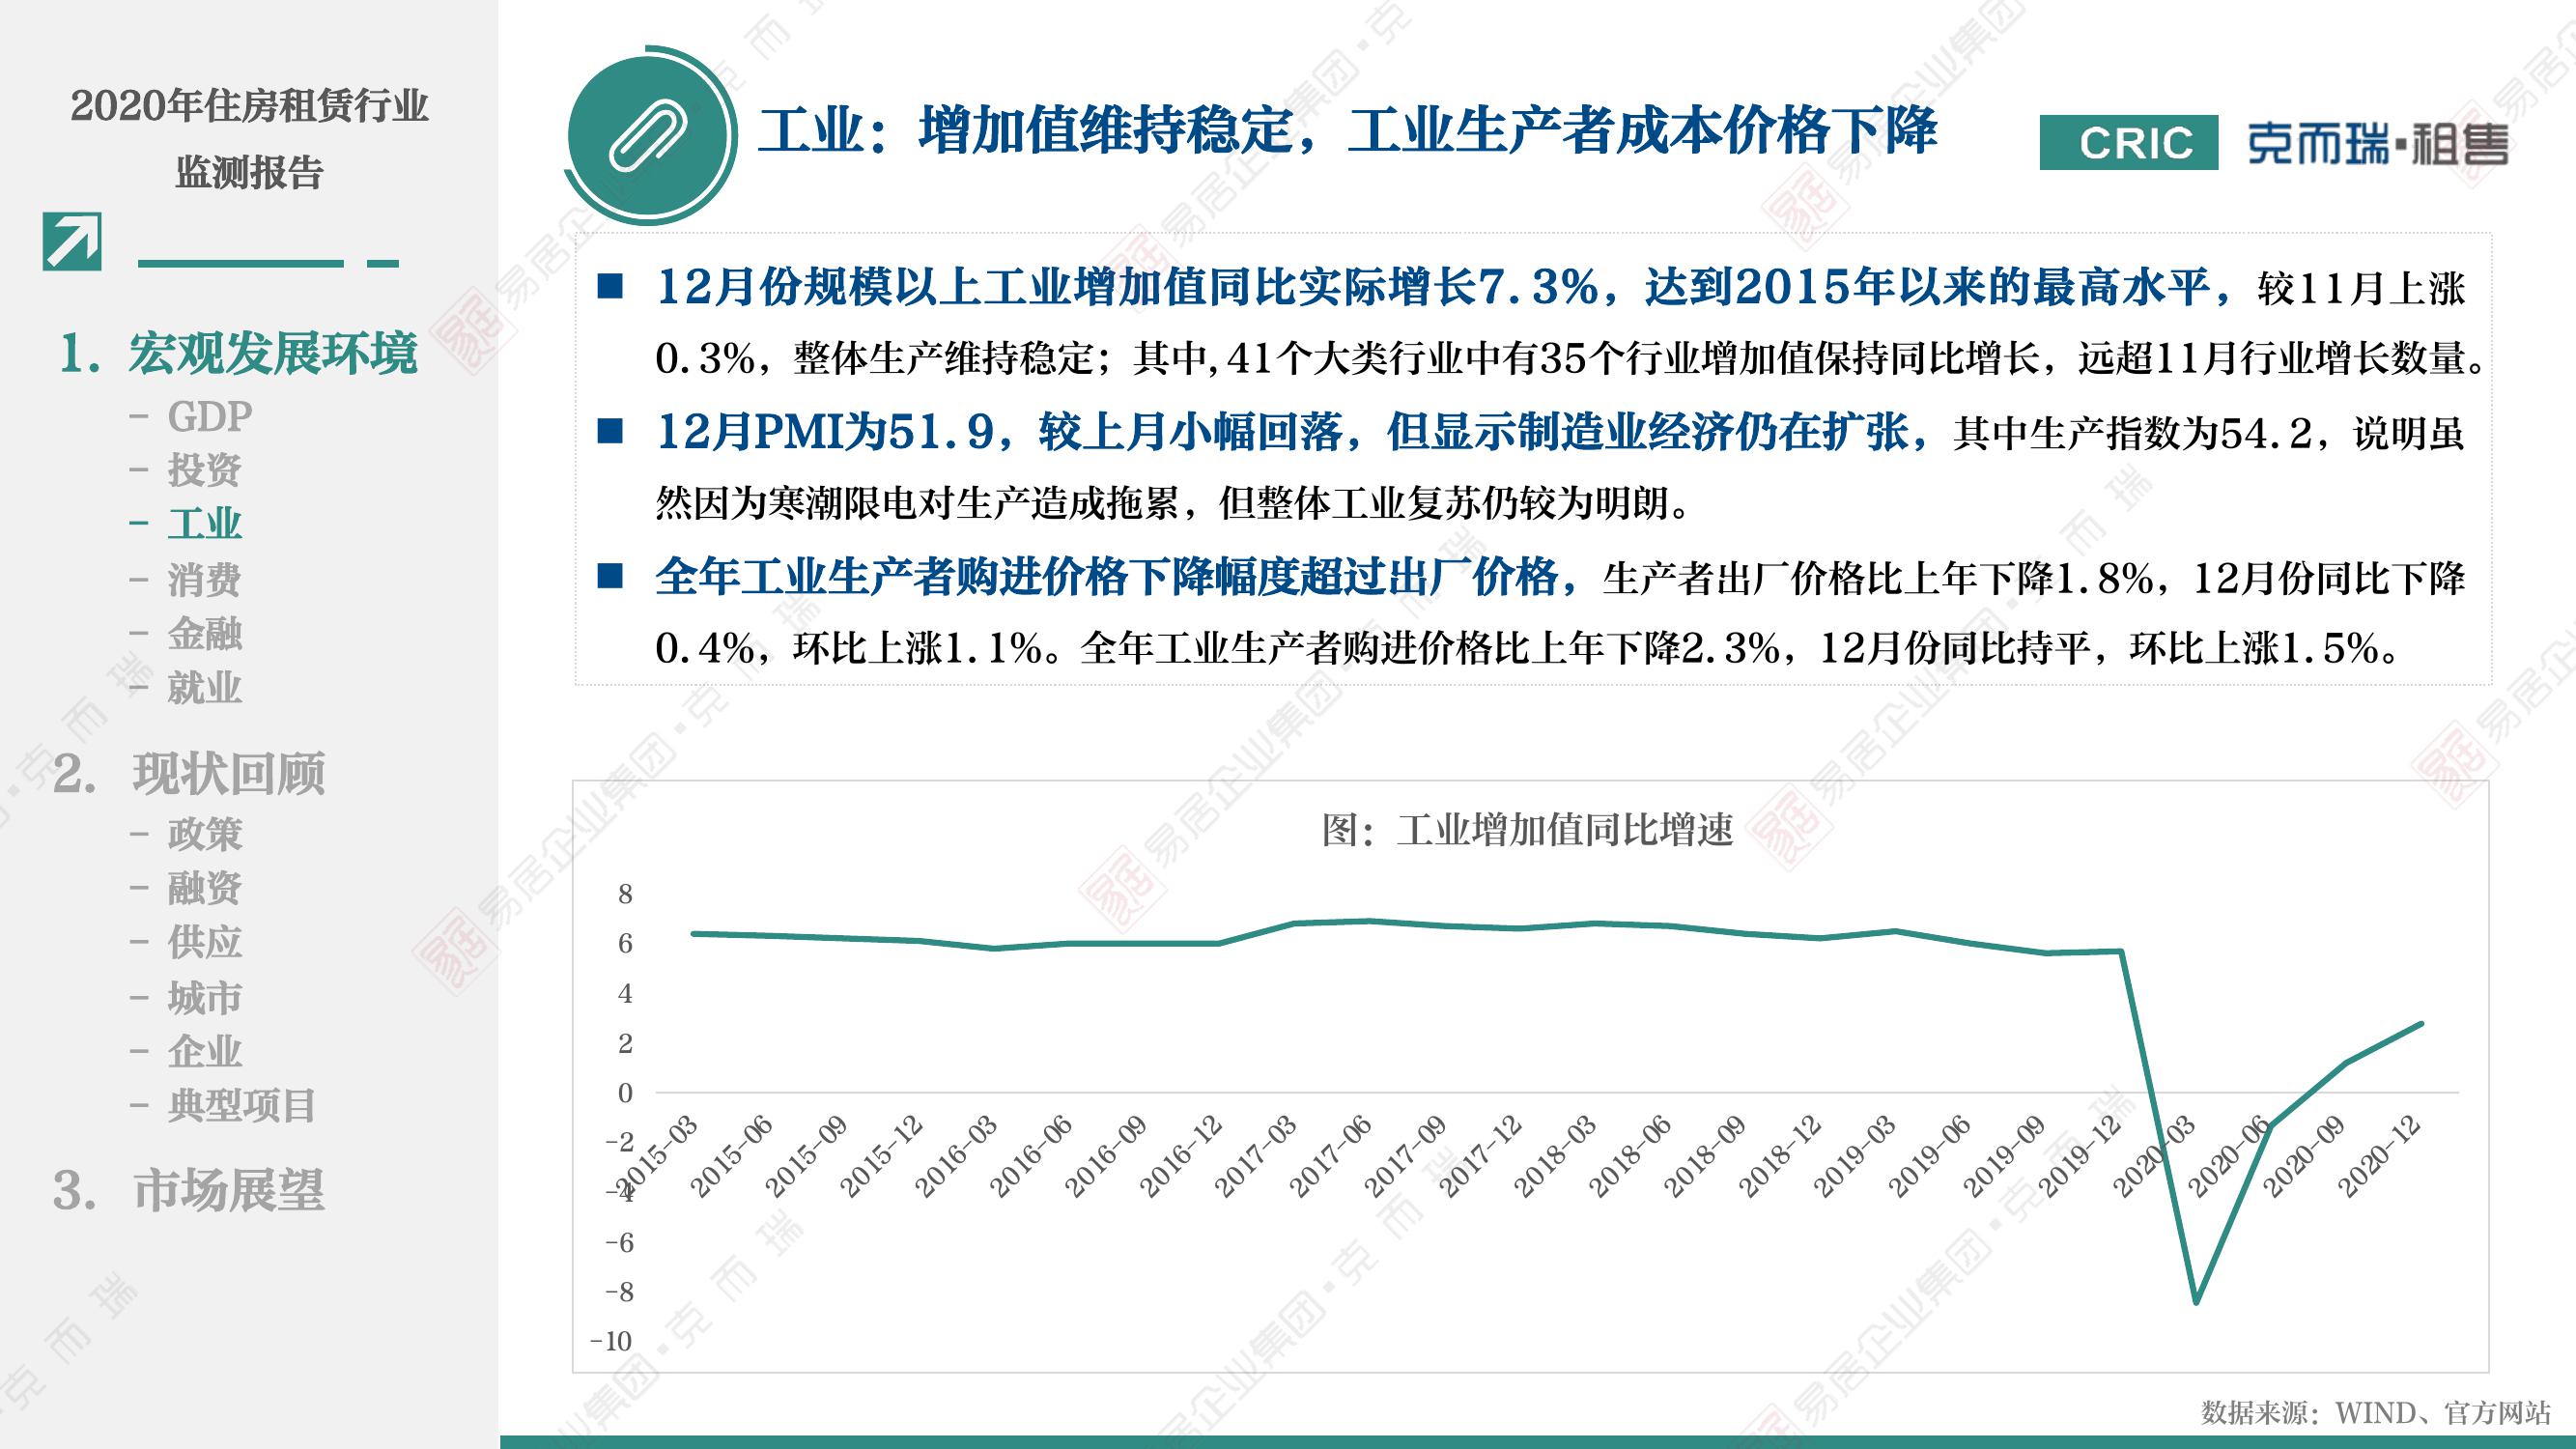 2020年住房租赁行业
监测报告
1. 宏观发展环境
- GDP
- 投资
- 工业
- 消费
- 金融
- 就业
2. 现状回顾
- 政策
- 融资
- 供应
- 城市
- 企业
- 典型项目
3. 市场展望
工业：增加值维持稳定，工业生产者成本价格下降
CRIC 克而瑞·租售
■ 12月份规模以上工业增加值同比实际增长7.3%，达到2015年以来的最高水平，较11月上涨
0.3%，整体生产维持稳定；其中,41个大类行业中有35个行业增加值保持同比增长，远超11月行业增长数量。
■ 12月PMI为51.9，较上月小幅回落，但显示制造业经济仍在扩张，其中生产指数为54.2，说明虽
然因为寒潮限电对生产造成拖累，但整体工业复苏仍较为明朗。
■ 全年工业生产者购进价格下降幅度超过出厂价格，生产者出厂价格比上年下降1.8%，12月份同比下降
0.4%，环比上涨1.1%。全年工业生产者购进价格比上年下降2.3%，12月份同比持平，环比上涨1.5%。
图：工业增加值同比增速
8
6
4
2
0
-2
-4
-6
-8
-10
2015-03
2015-06
2015-09
2015-12
2016-03
2016-06
2016-09
2016-12
2017-03
2017-06
2017-09
2017-12
2018-03
2018-06
2018-09
2018-12
2019-03
2019-06
2019-09
2019-12
2020-03
2020-06
2020-09
2020-12
数据来源：WIND、官方网站
易居企业集团·克而瑞